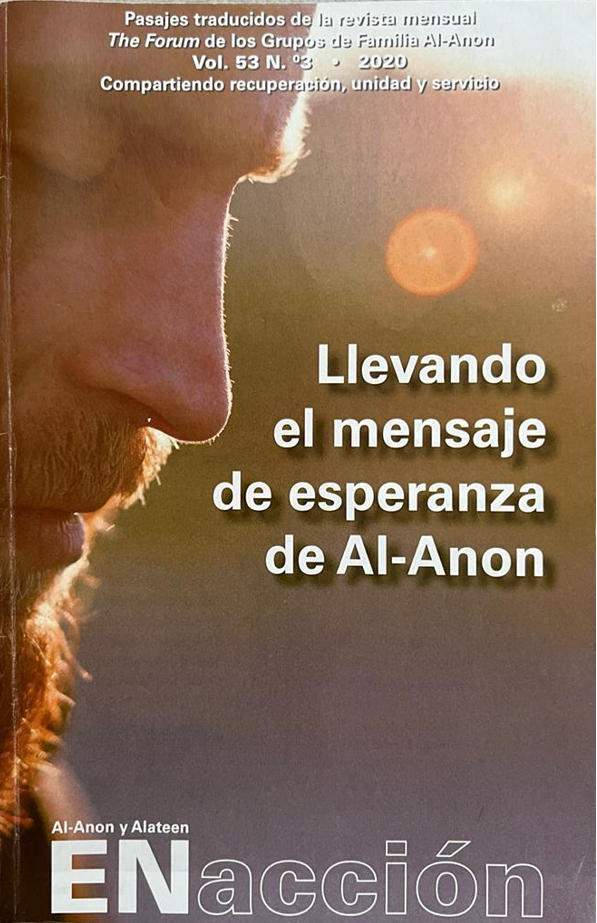 Pasajes traducidos de la revista mensual
The Forum de los Grupos de Familia Al-Anon
Vol. 53 N. º3 • 2020
Compartiendo recuperación, unidad y servicio
Llevando
el mensaje
de esperanza
de Al-Anon
Al-Anon y Alateen
ENacción